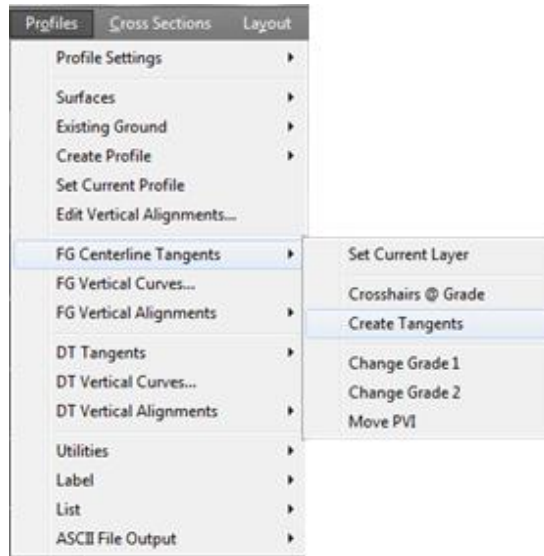 Profiles Cross Sections Layout
Profile Settings
Surfaces
Existing Ground
Create Profile
Set Current Profile
Edit Vertical Alignments...
FG Centerline Tangents
FG Vertical Curves...
FG Vertical Alignments
DT Tangents
DT Vertical Curves...
DT Vertical Alignments
Utilities
Label
List
ASCII File Output
Set Current Layer
Crosshairs @ Grade
Create Tangents
Change Grade 1
Change Grade 2
Move PVI